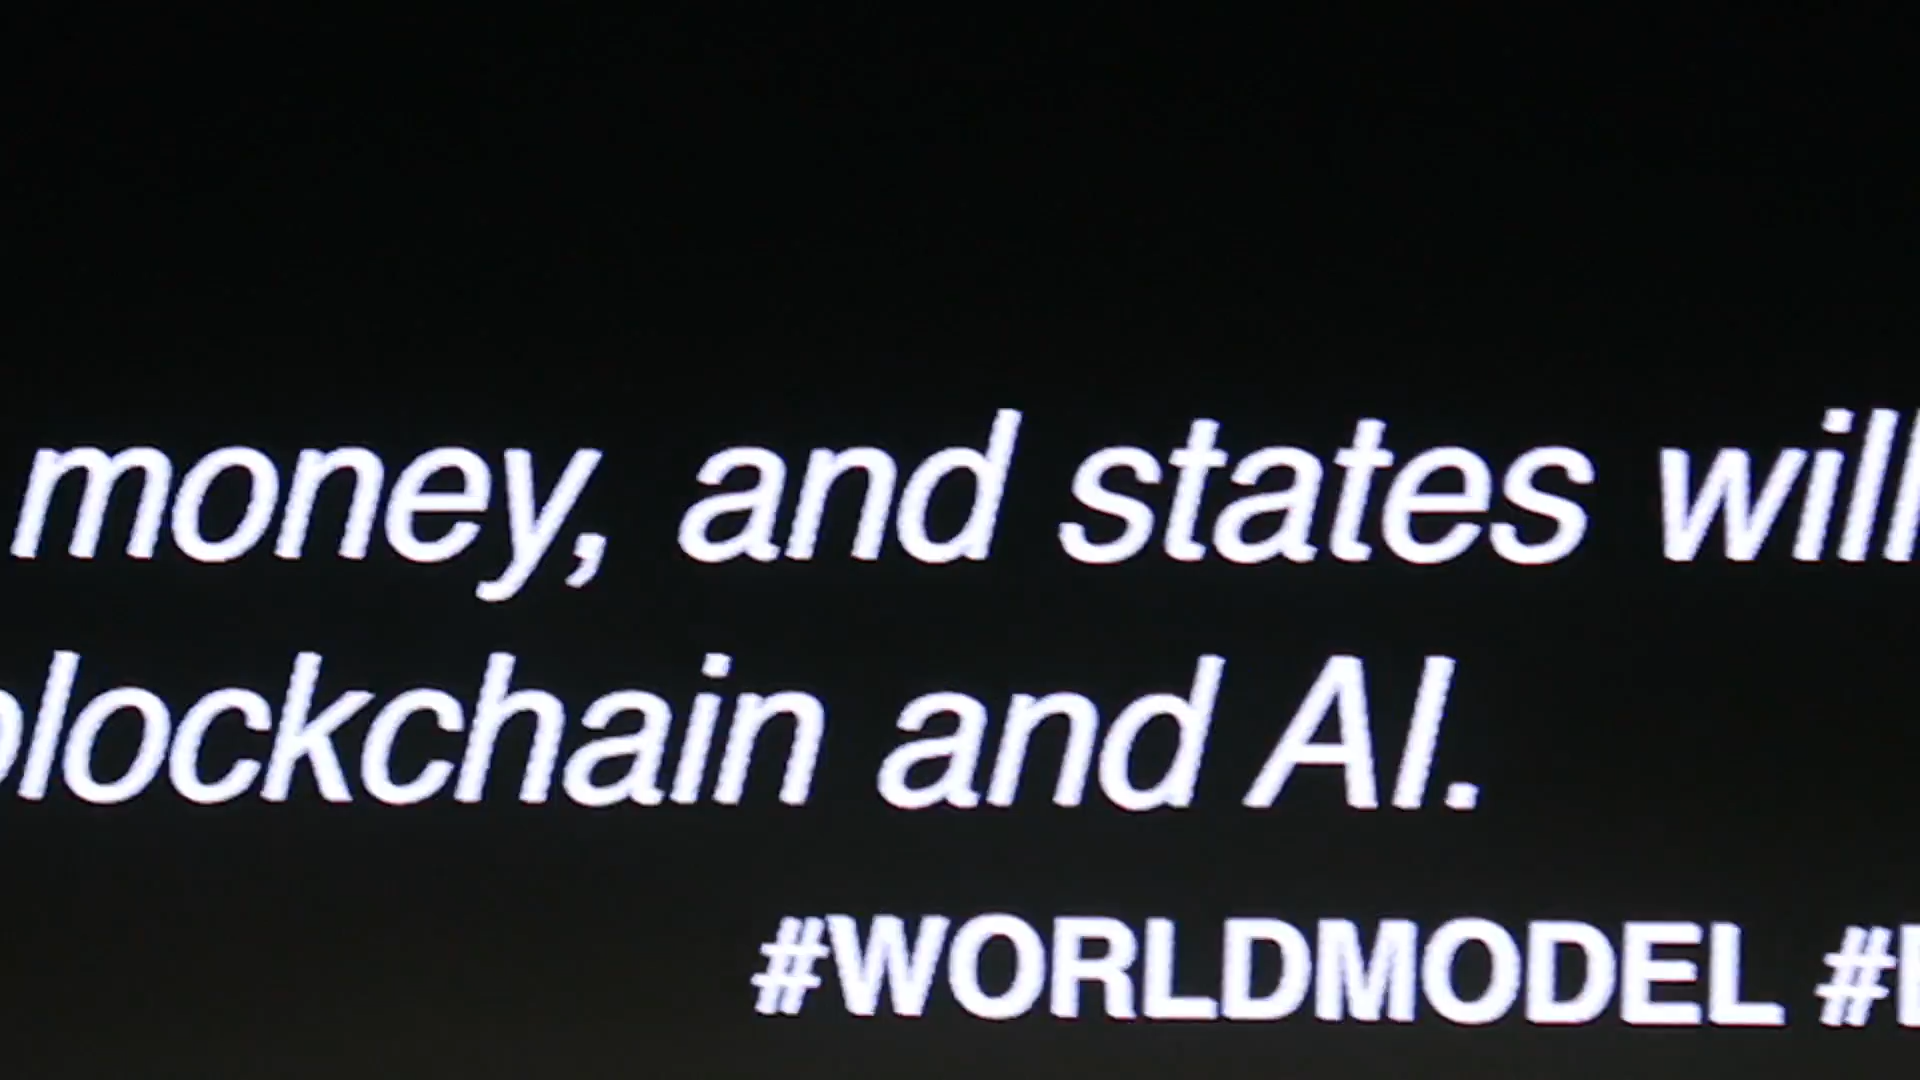 money, and states will
blockchain and AI.
#WORLDMODEL #